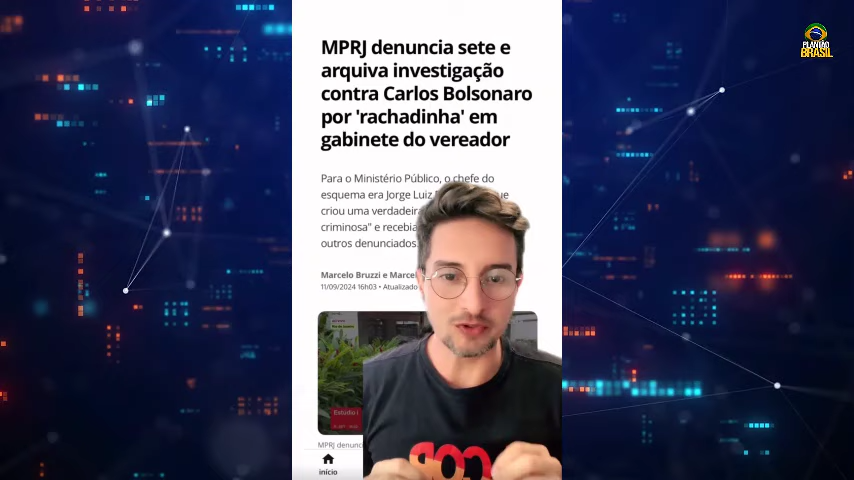 MPRJ denuncia sete e
arquiva investigação
contra Carlos Bolsonaro
por 'rachadinha' em
gabinete do vereador
Para o Ministério Público, o chefe do
esquema era Jorge Luiz
criou uma verdadeira
criminosa” e recebia
outros denunciados
Marcelo Bruzzi e
11/09/2024 16h03 • Atualizado
Estúdio i
MPRJ
início
PLANTÃO
BRASIL